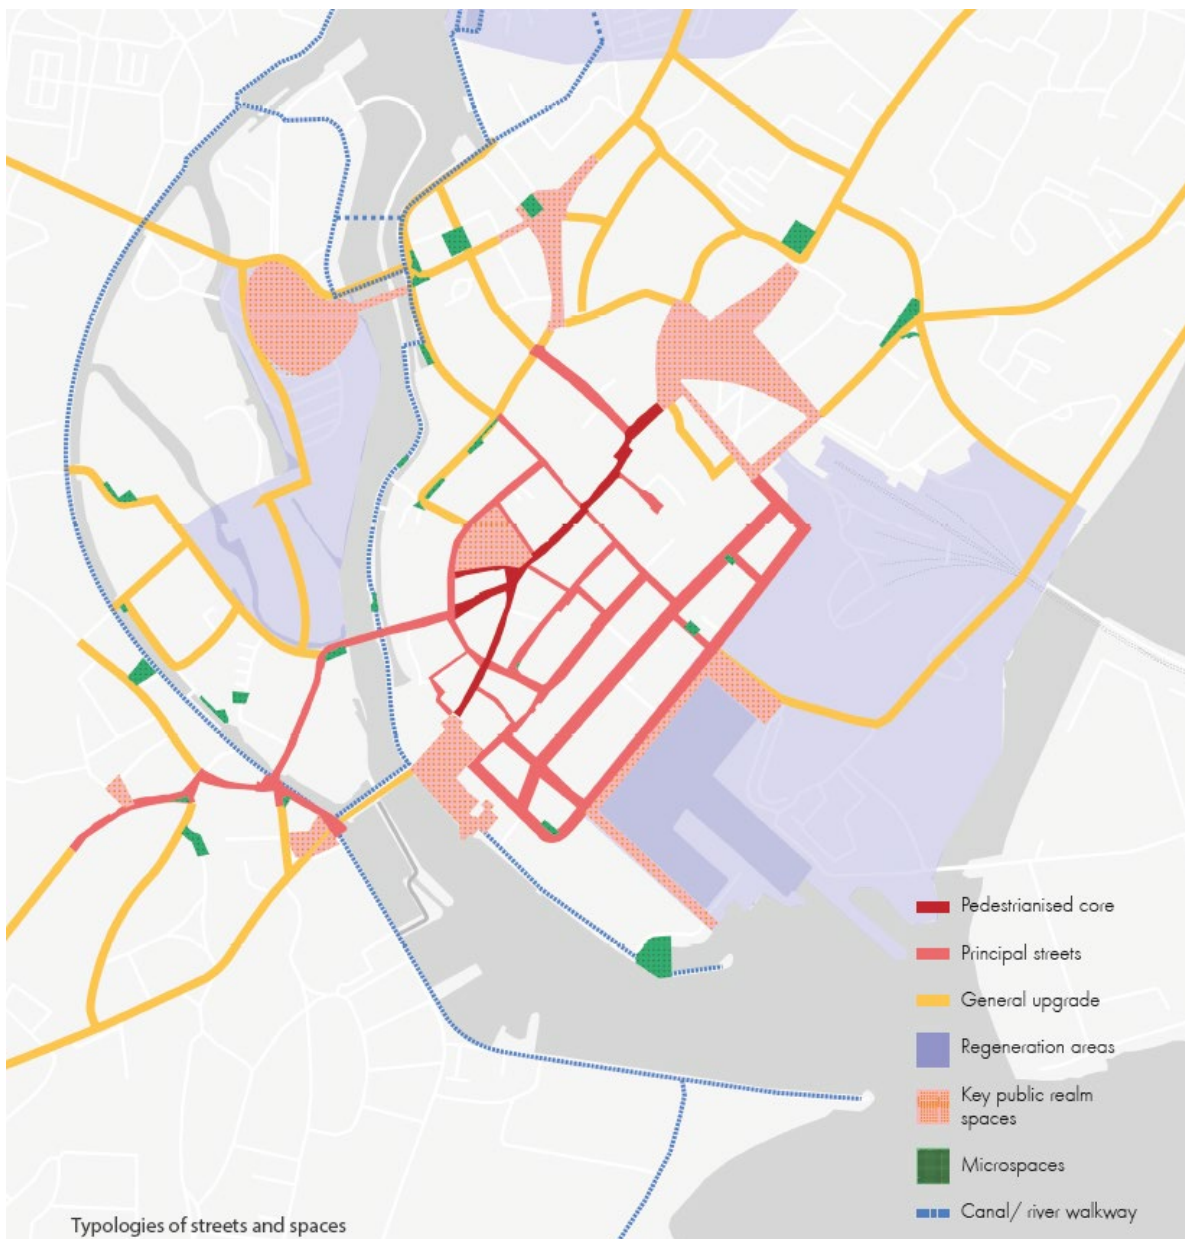 Pedestrianised core
Principal streets
General upgrade
Regeneration areas
Key public realm
spaces
Microspaces
Canal/ river walkway
Typologies of streets and spaces